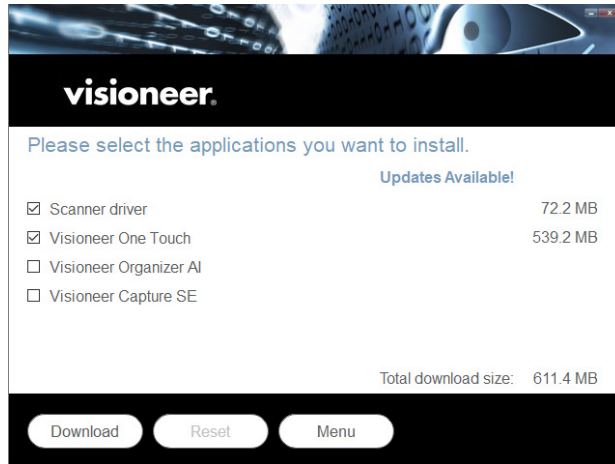 visioneer®
Please select the applications you want to install.
Updates Available!
Scanner driver 72.2 MB
Visioneer One Touch 539.2 MB
Visioneer Organizer AI
Visioneer Capture SE
Total download size: 611.4 MB
Download Reset Menu